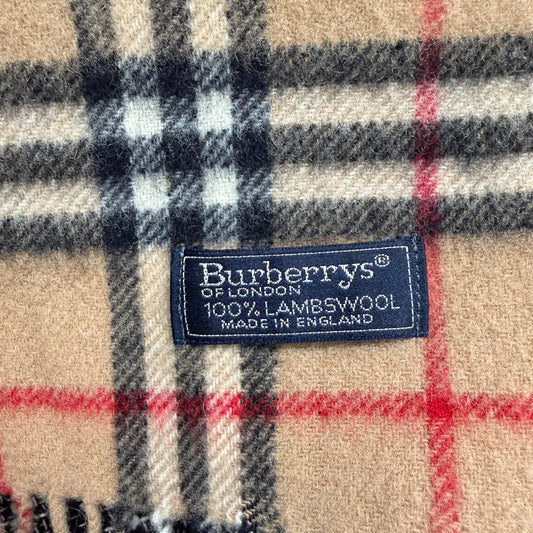 Burberrys®
OF LONDON
100% LAMBSWOOL
MADE IN ENGLAND